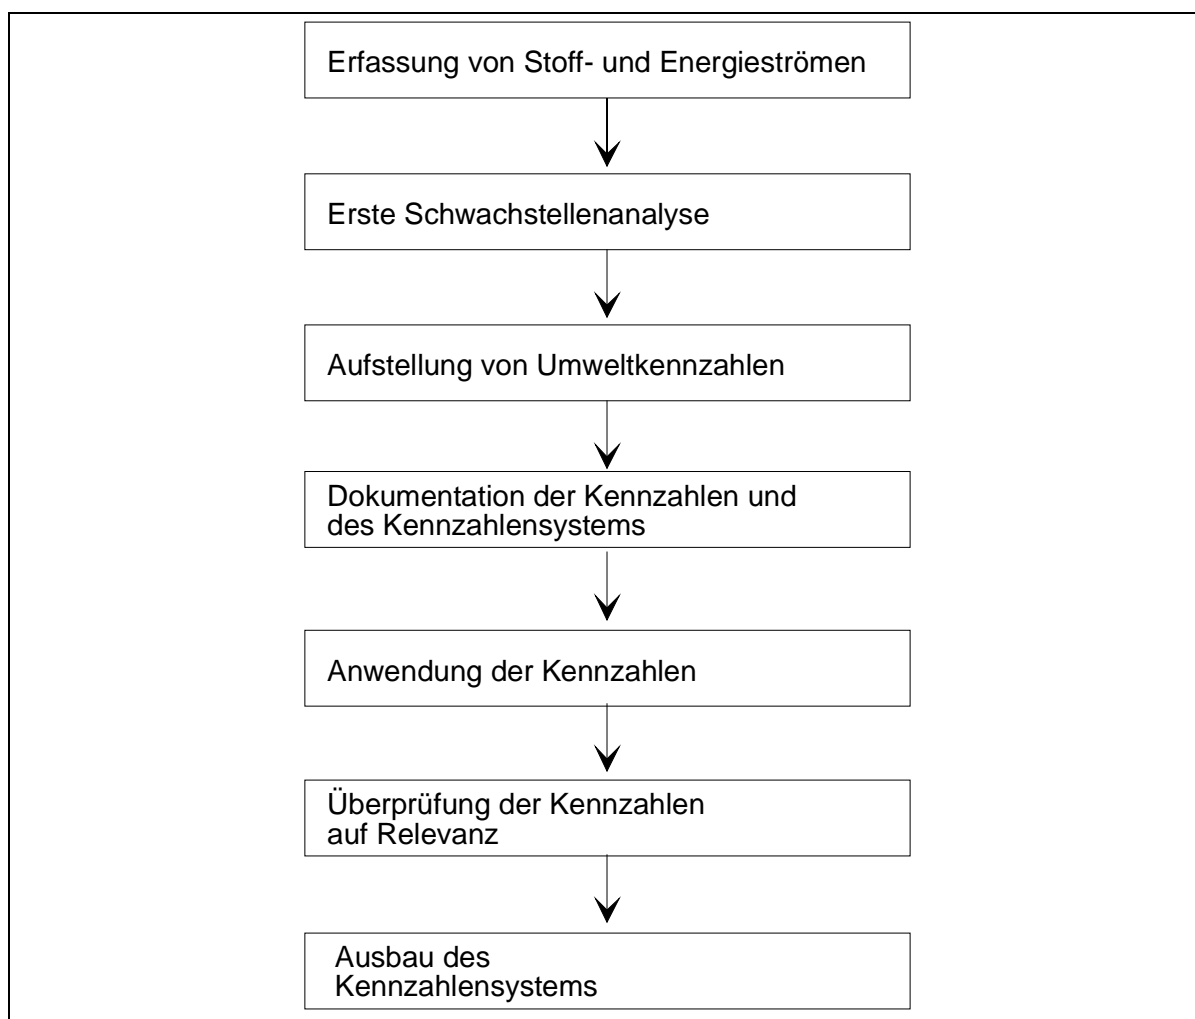 Erfassung von Stoff- und Energieströmen
Erste Schwachstellenanalyse
Aufstellung von Umweltkennzahlen
Dokumentation der Kennzahlen und
des Kennzahlensystems
Anwendung der Kennzahlen
Überprüfung der Kennzahlen
auf Relevanz
Ausbau des
Kennzahlensystems